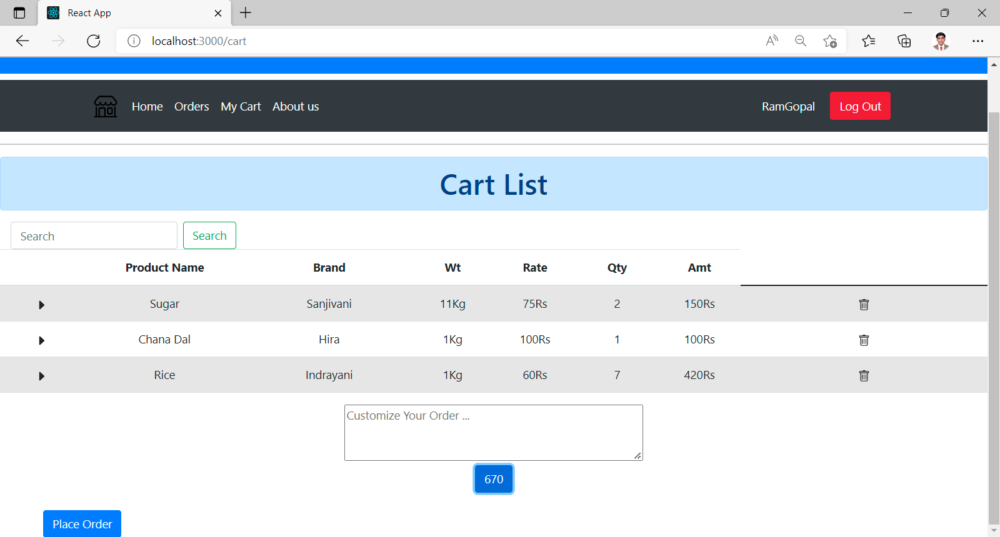 React App
localhost:3000/cart
Home Orders My Cart About us RamGopal Log Out
Cart List
Search Search
Product Name Brand Wt Rate Qty Amt
Sugar Sanjivani 11Kg 75Rs 2 150Rs
Chana Dal Hira 1Kg 100Rs 1 100Rs
Rice Indrayani 1Kg 60Rs 7 420Rs
Customize Your Order ...
670
Place Order